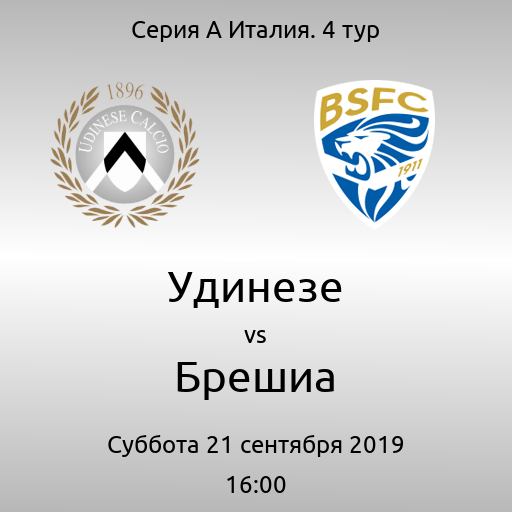 Серия А Италия. 4 тур
1896
UDINESE CALCIO
BSFC
1911
Удинезе
vs
Брешиа
Суббота 21 сентября 2019
16:00